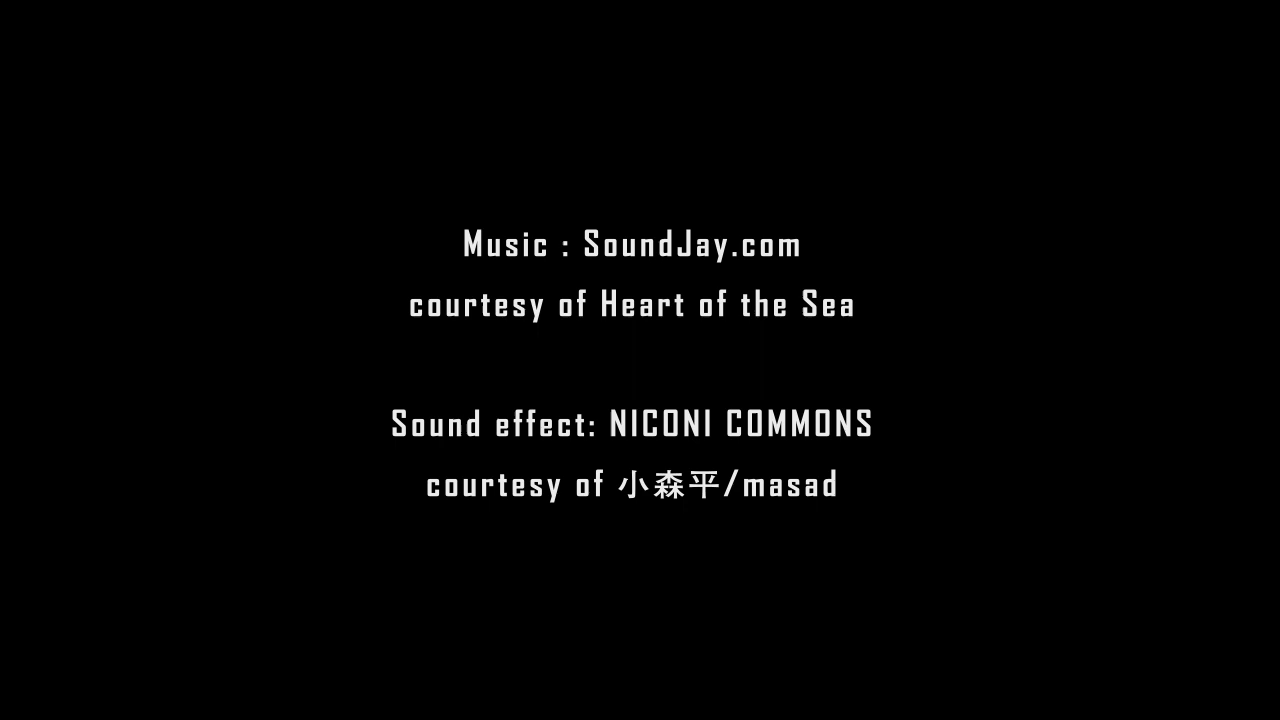 Music : SoundJay.com
courtesy of Heart of the Sea
Sound effect: NICONI COMMONS
courtesy of 小森平/masad